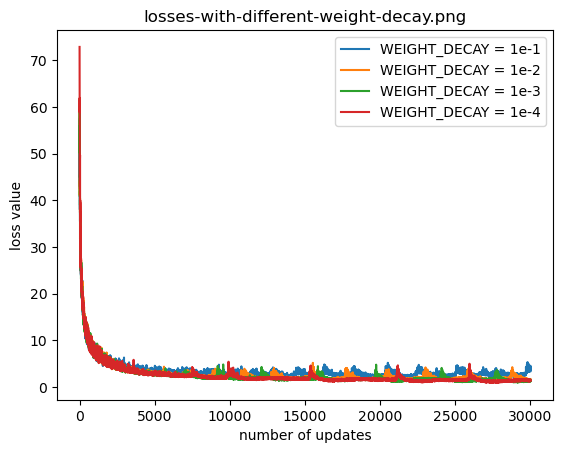 losses-with-different-weight-decay.png
WEIGHT_DECAY = 1e-1
WEIGHT_DECAY = 1e-2
WEIGHT_DECAY = 1e-3
WEIGHT_DECAY = 1e-4
70
60
50
40
30
20
10
0
loss value
0 5000 10000 15000 20000 25000 30000
number of updates